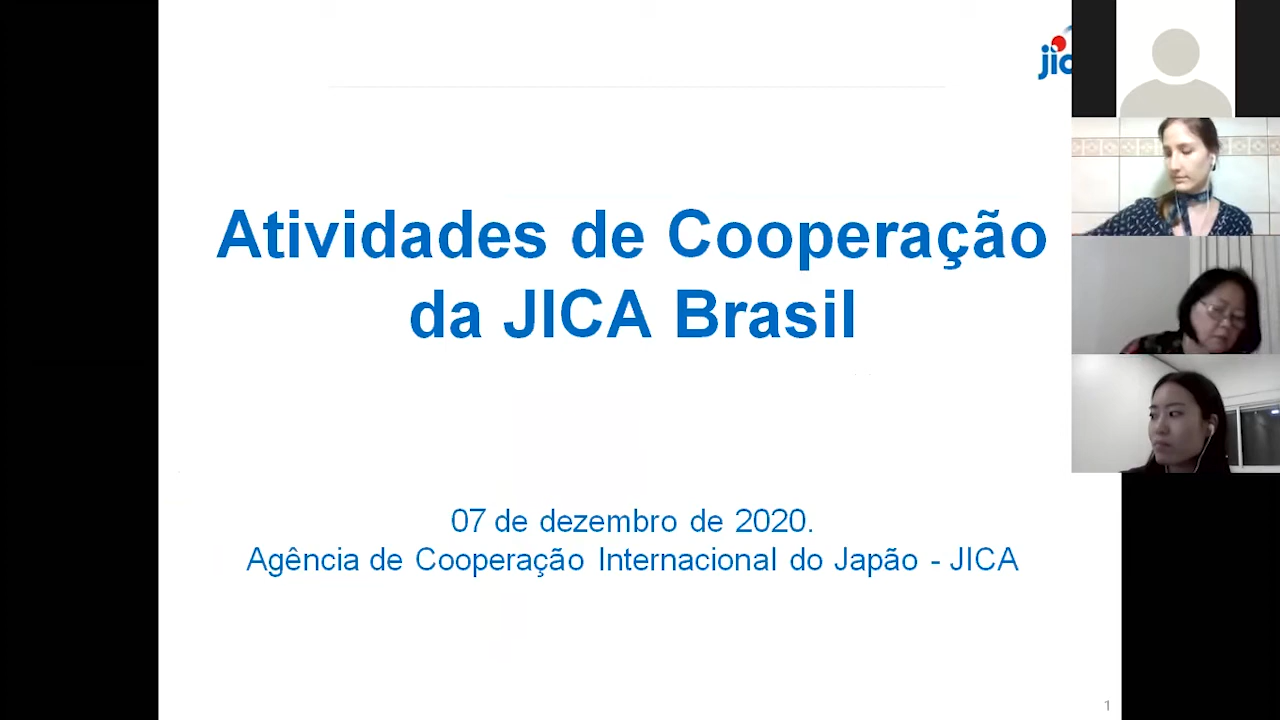 Atividades de Cooperação
da JICA Brasil
07 de dezembro de 2020.
Agência de Cooperação Internacional do Japão - JICA
1